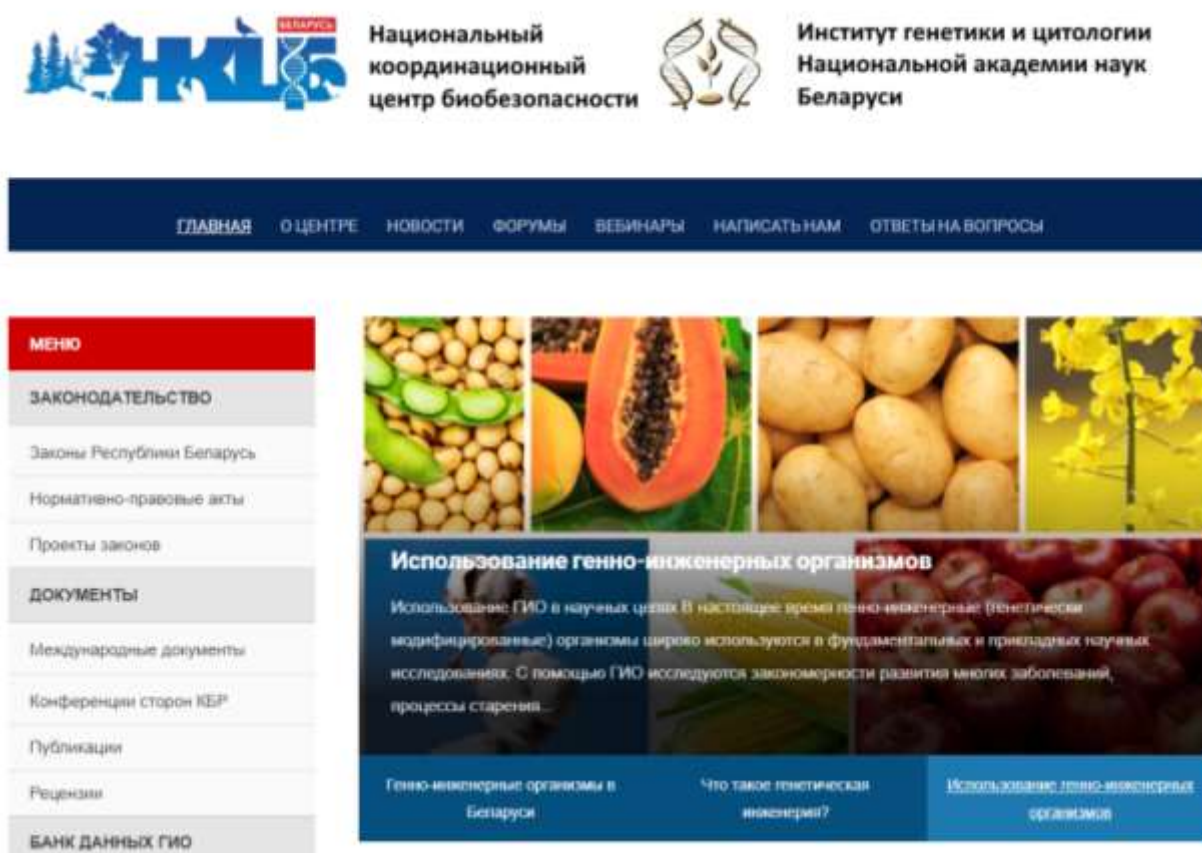 БЕЛАРУСЬ
НКЦБ
Национальный
координационный
центр биобезопасности
Институт генетики и цитологии
Национальной академии наук
Беларуси
ГЛАВНАЯ О ЦЕНТРЕ НОВОСТИ ФОРУМЫ ВЕБИНАРЫ НАПИСАТЬ НАМ ОТВЕТЫ НА ВОПРОСЫ
МЕНЮ
ЗАКОНОДАТЕЛЬСТВО
Законы Республики Беларусь
Нормативно-правовые акты
Проекты законов
ДОКУМЕНТЫ
Международные документы
Конференции сторон КБР
Публикации
Рецензии
БАНК ДАННЫХ ГИО
Использование генно-инженерных организмов
Использование ГИО в научных целях В настоящее время генно-инженерные (генетически
модифицированные) организмы широко используются в фундаментальных и прикладных научных
исследованиях. С помощью ГИО исследуются закономерности развития многих заболеваний,
процессы старения...
Генно-инженерные организмы в
Беларуси
Что такое генетическая
инженерия?
Использование генно-инженерных
организмов